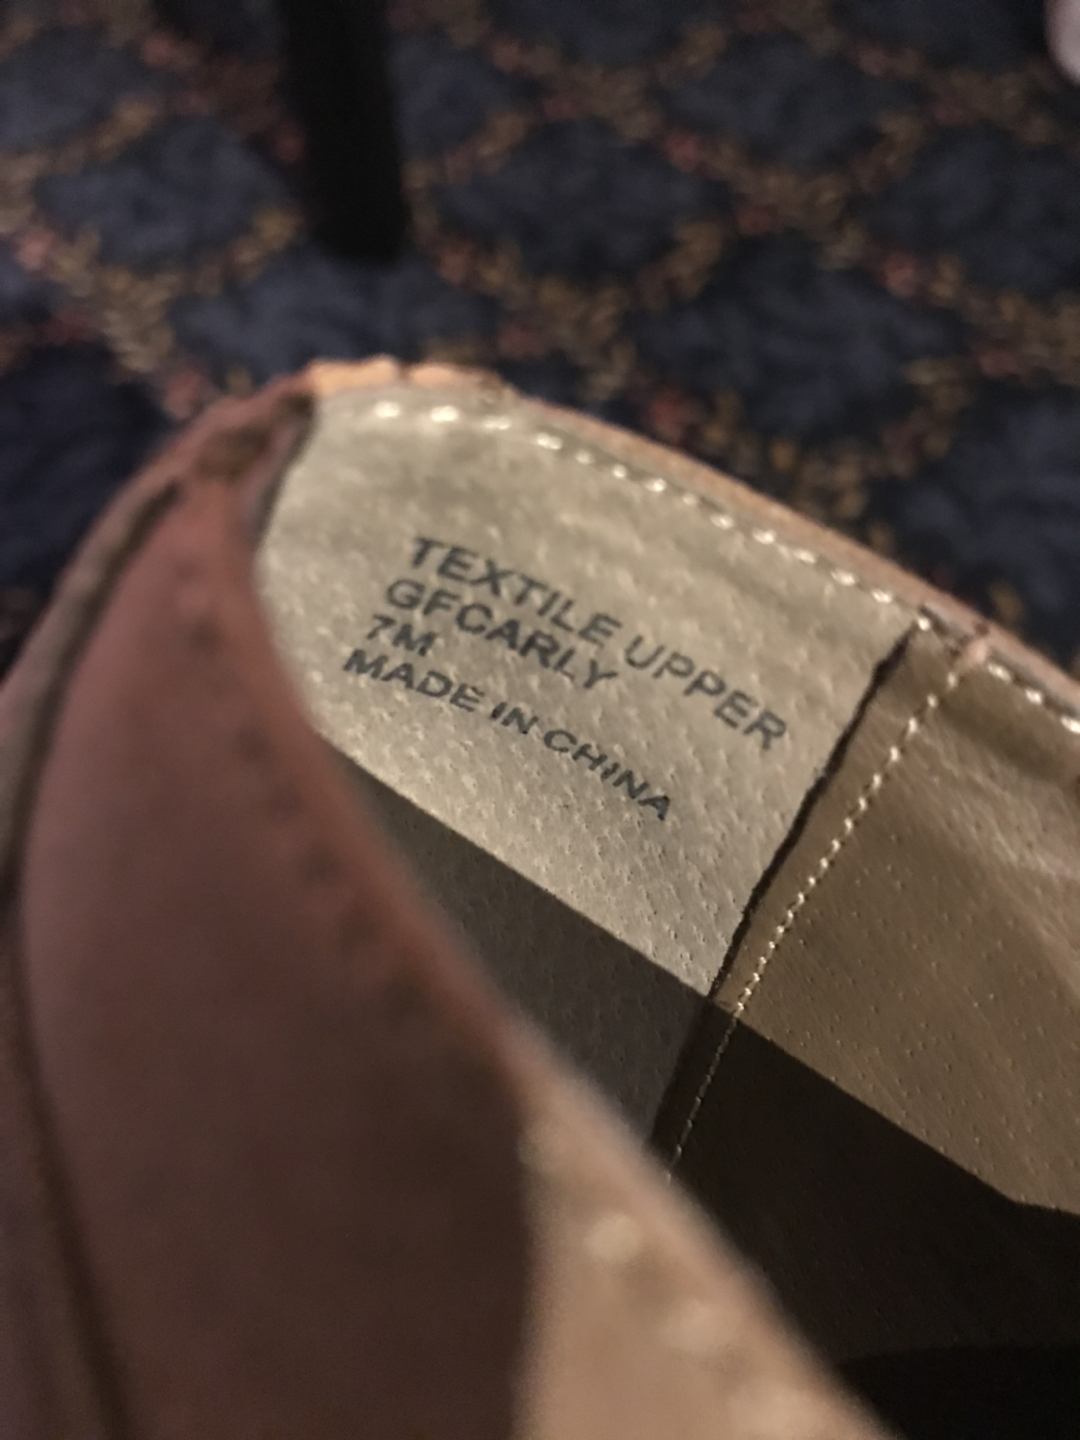 TEXTILE UPPER
GFCARLY
7M
MADE IN CHINA